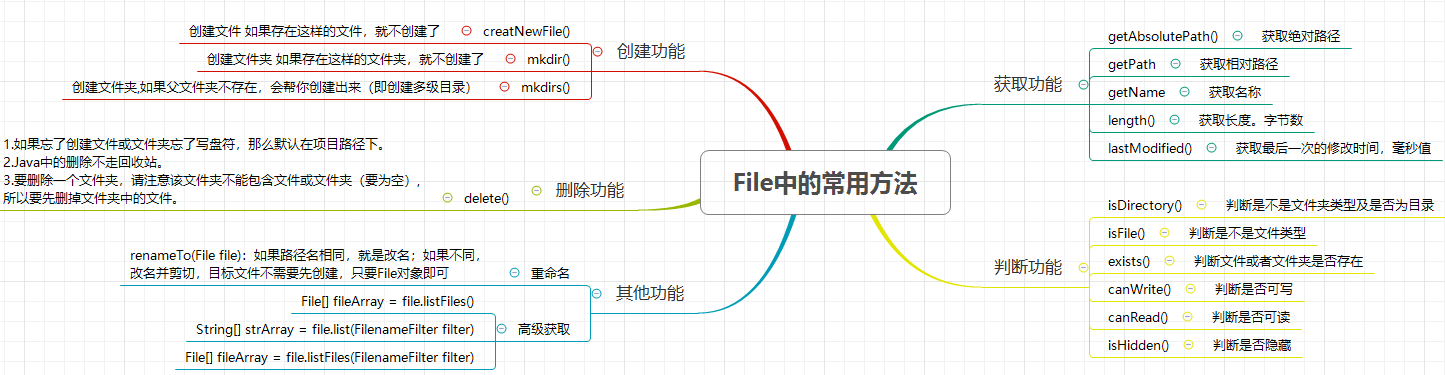 File中的常用方法
创建功能
creatNewFile()
创建文件 如果存在这样的文件，就不创建了
mkdir()
创建文件夹 如果存在这样的文件夹，就不创建了
mkdirs()
创建文件夹,如果父文件夹不存在，会帮你创建出来（即创建多级目录）
删除功能
delete()
1.如果忘了创建文件或文件夹忘了写盘符，那么默认在项目路径下。
2.Java中的删除不走回收站。
3.要删除一个文件夹，请注意该文件夹不能包含文件或文件夹（要为空）,
所以要先删掉文件夹中的文件。
其他功能
重命名
renameTo(File file)：如果路径名相同，就是改名；如果不同，
改名并剪切，目标文件不需要先创建，只要File对象即可
高级获取
File[] fileArray = file.listFiles()
String[] strArray = file.list(FilenameFilter filter)
File[] fileArray = file.listFiles(FilenameFilter filter)
获取功能
getAbsolutePath()
获取绝对路径
getPath
获取相对路径
getName
获取名称
length()
获取长度。字节数
lastModified()
获取最后一次的修改时间，毫秒值
判断功能
isDirectory()
判断是不是文件夹类型及是否为目录
isFile()
判断是不是文件类型
exists()
判断文件或者文件夹是否存在
canWrite()
判断是否可写
canRead()
判断是否可读
isHidden()
判断是否隐藏